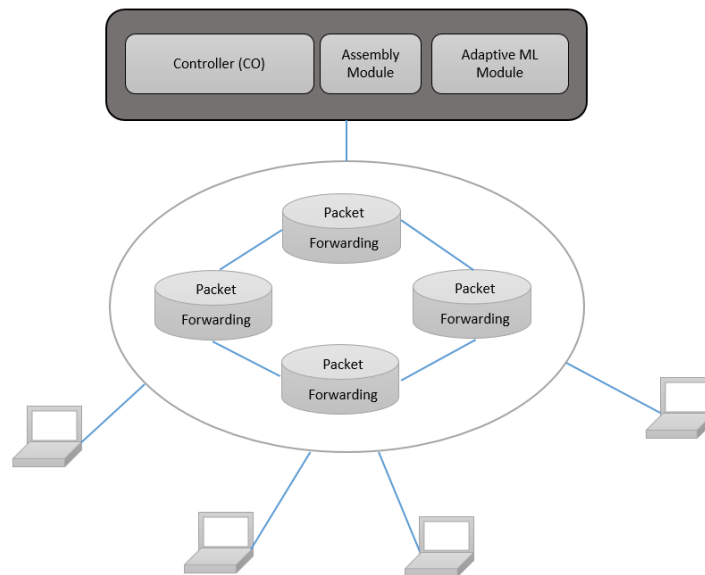 Controller (CO)
Assembly
Module
Adaptive ML
Module
Packet
Forwarding
Packet
Forwarding
Packet
Forwarding
Packet
Forwarding